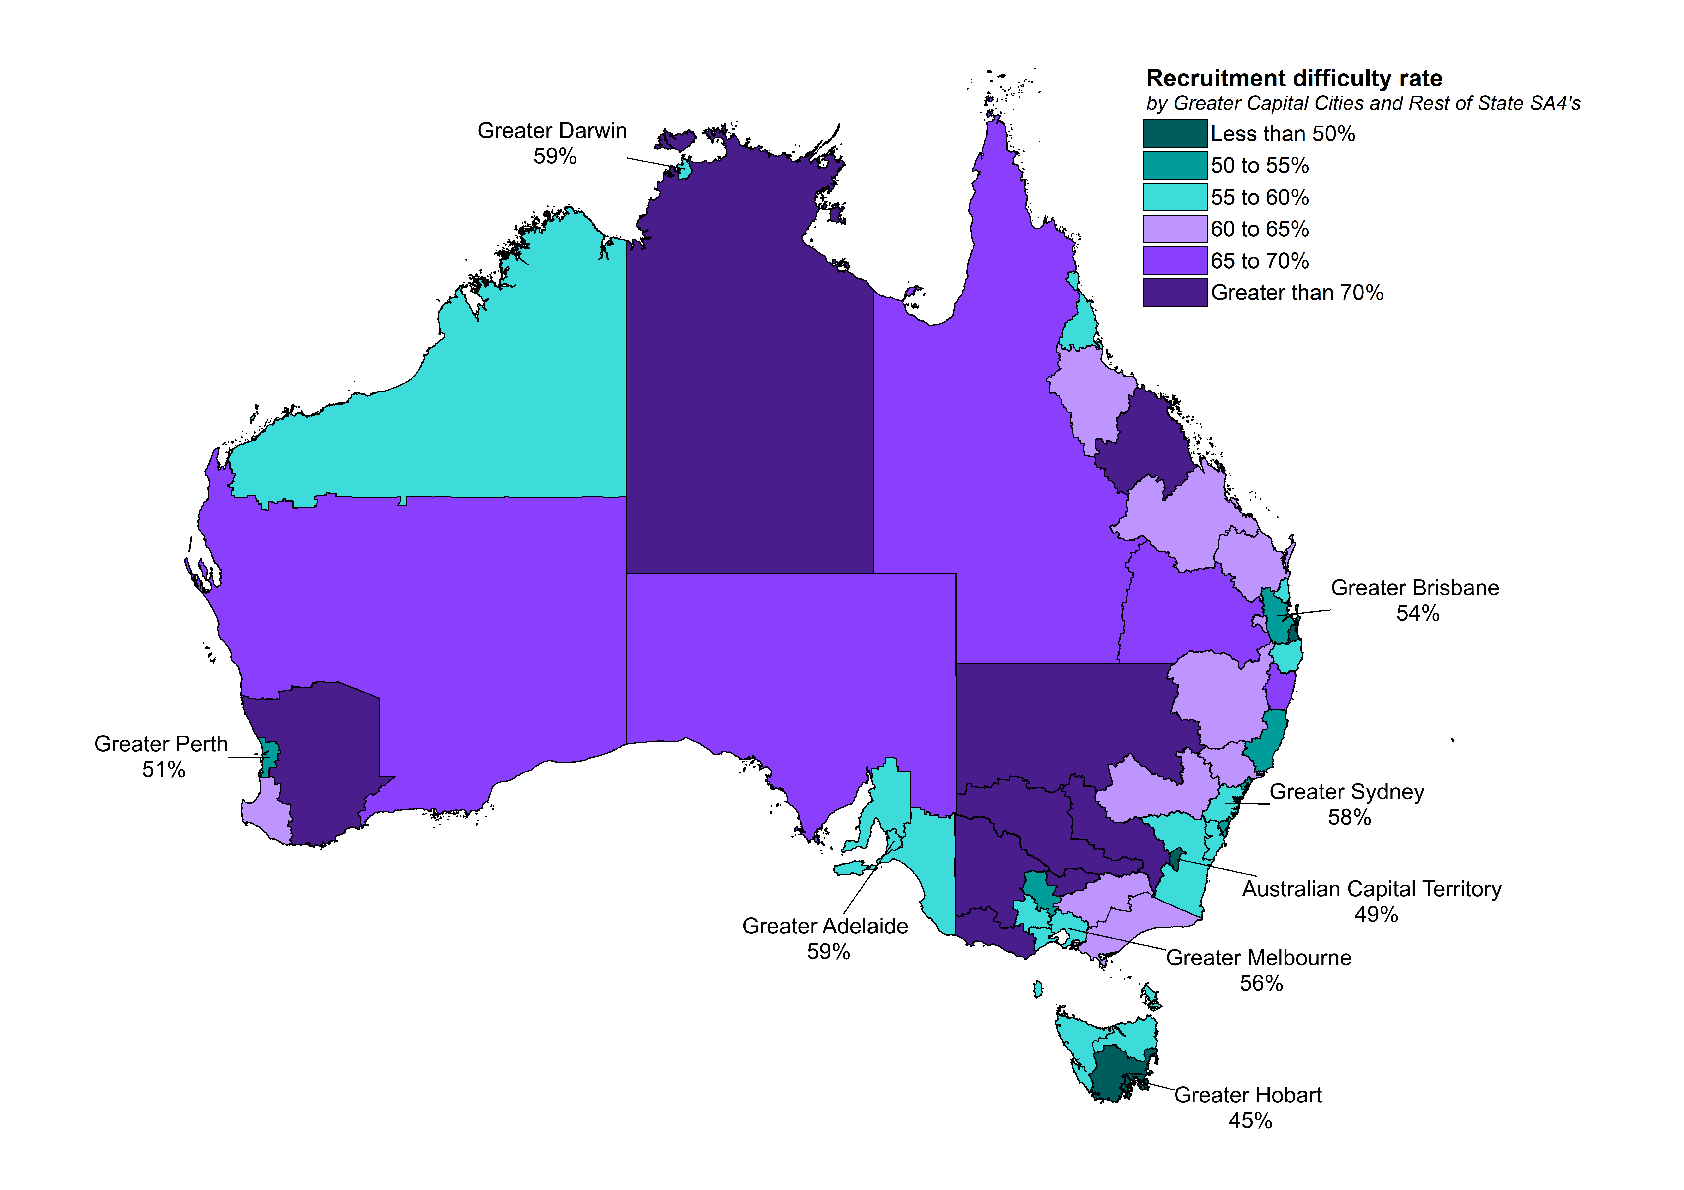 Recruitment difficulty rate
by Greater Capital Cities and Rest of State SA4's
Less than 50%
50 to 55%
55 to 60%
60 to 65%
65 to 70%
Greater than 70%
Greater Darwin
59%
Greater Brisbane
54%
Greater Perth
51%
Greater Sydney
58%
Australian Capital Territory
49%
Greater Adelaide
59%
Greater Melbourne
56%
Greater Hobart
45%